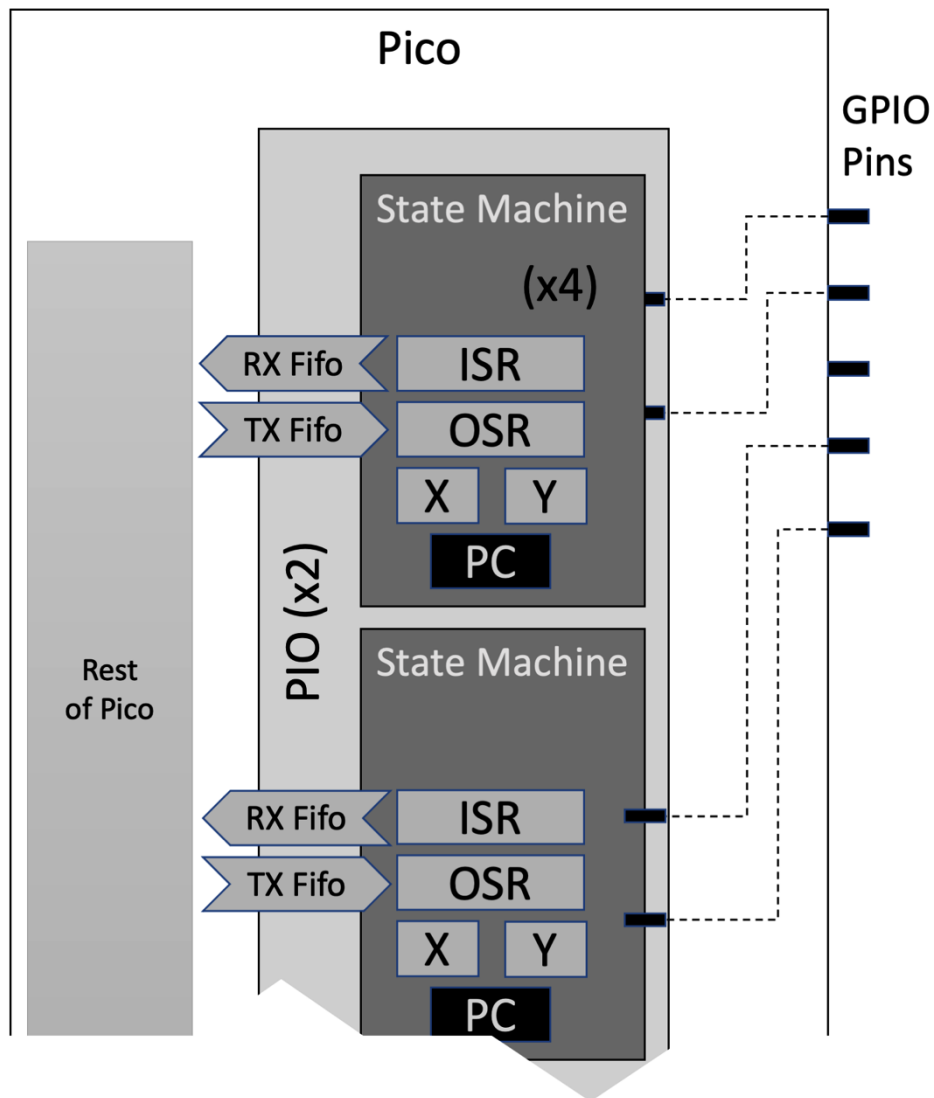 Pico
GPIO
Pins
State Machine
(x4)
RX Fifo
ISR
TX Fifo
OSR
X
Y
PC
PIO (x2)
Rest
of Pico
State Machine
RX Fifo
ISR
TX Fifo
OSR
X
Y
PC